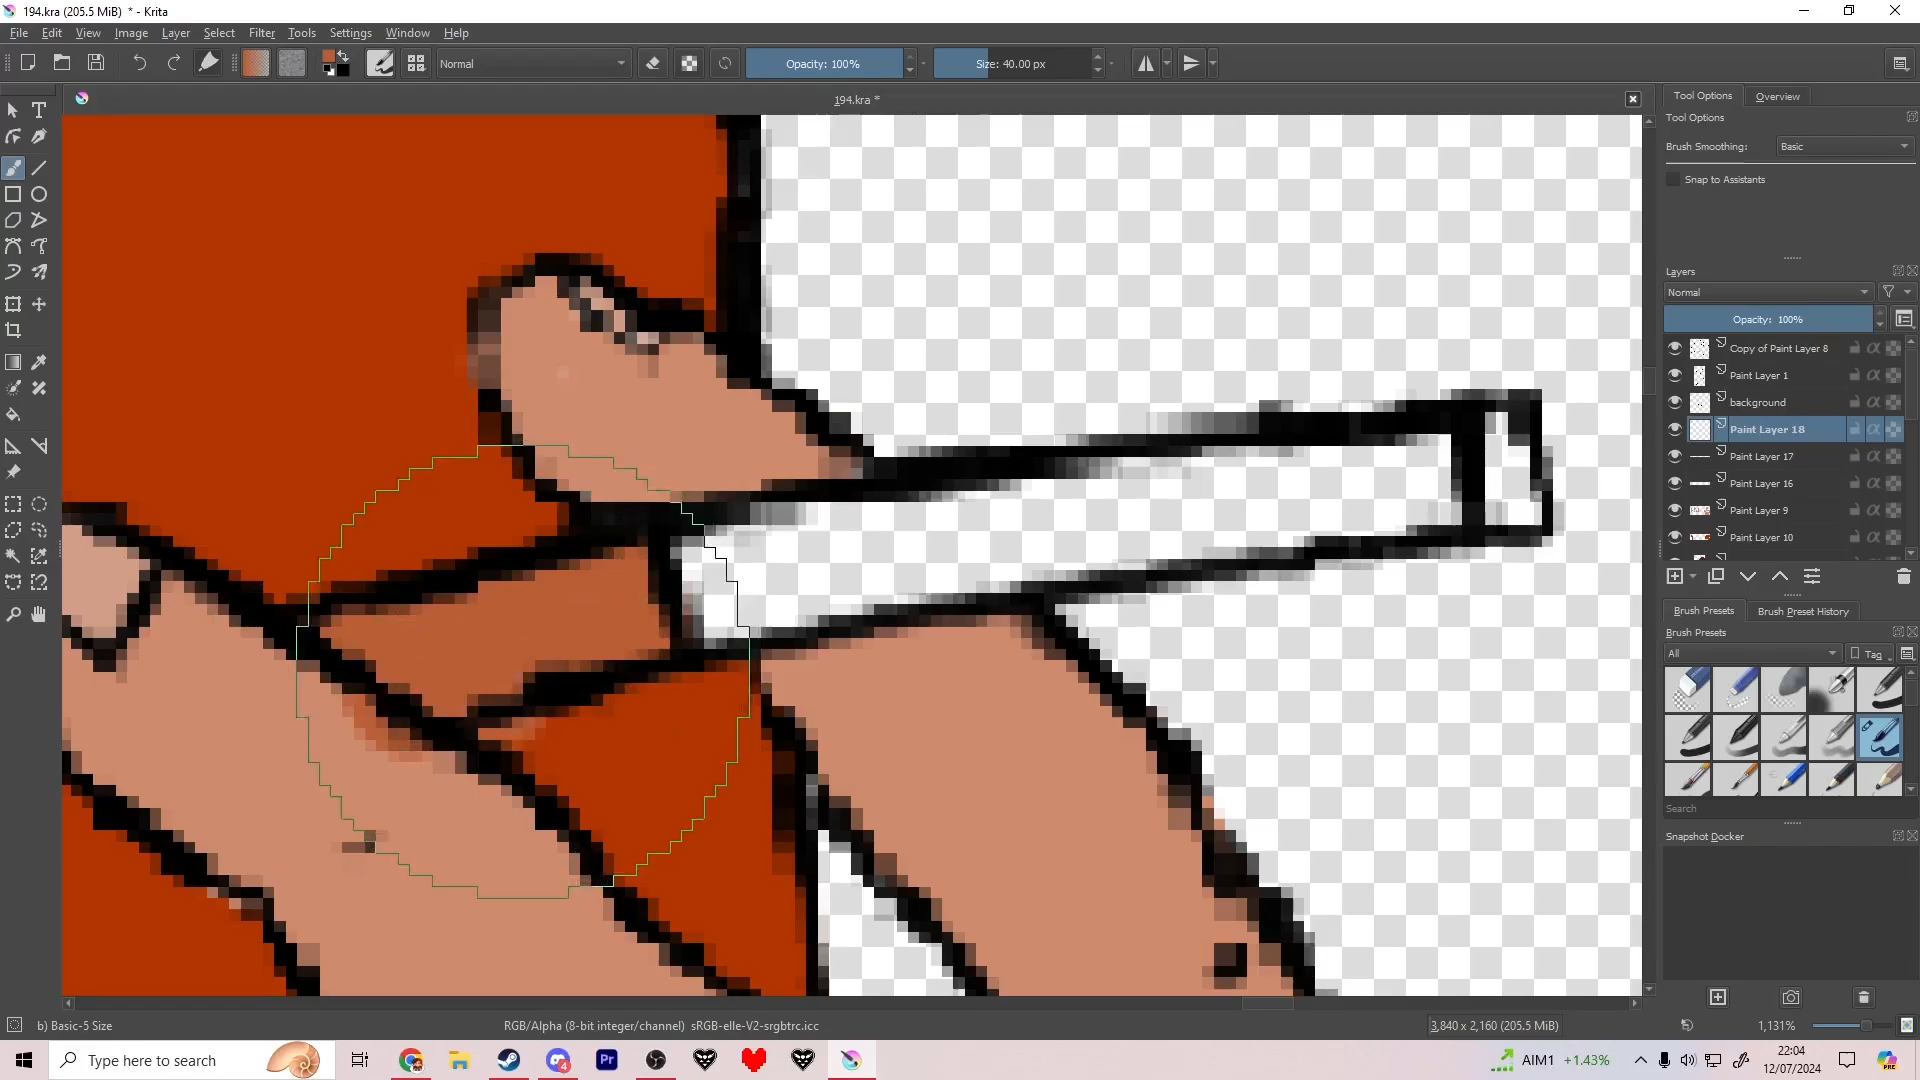 194.kra (205.5 MiB) * - Krita
File Edit View Image Layer Select Filter Tools Settings Window Help
Normal
Opacity: 100%
Size: 40.00 px
194.kra *
Tool Options
Overview
Tool Options
Brush Smoothing:
Basic
Snap to Assistants
Layers
Normal
Opacity: 100%
Copy of Paint Layer 8
Paint Layer 1
background
Paint Layer 18
Paint Layer 17
Paint Layer 16
Paint Layer 9
Paint Layer 10
Brush Presets
Brush Preset History
Brush Presets
All
Tag
Search
Snapshot Docker
b) Basic-5 Size
RGB/Alpha (8-bit integer/channel) sRGB-elle-V2-srgbtrc.icc
3,840 x 2,160 (205.5 MiB)
1,131%
Type here to search
4
Pr
AIM1 +1.43%
22:04
12/07/2024
PRE